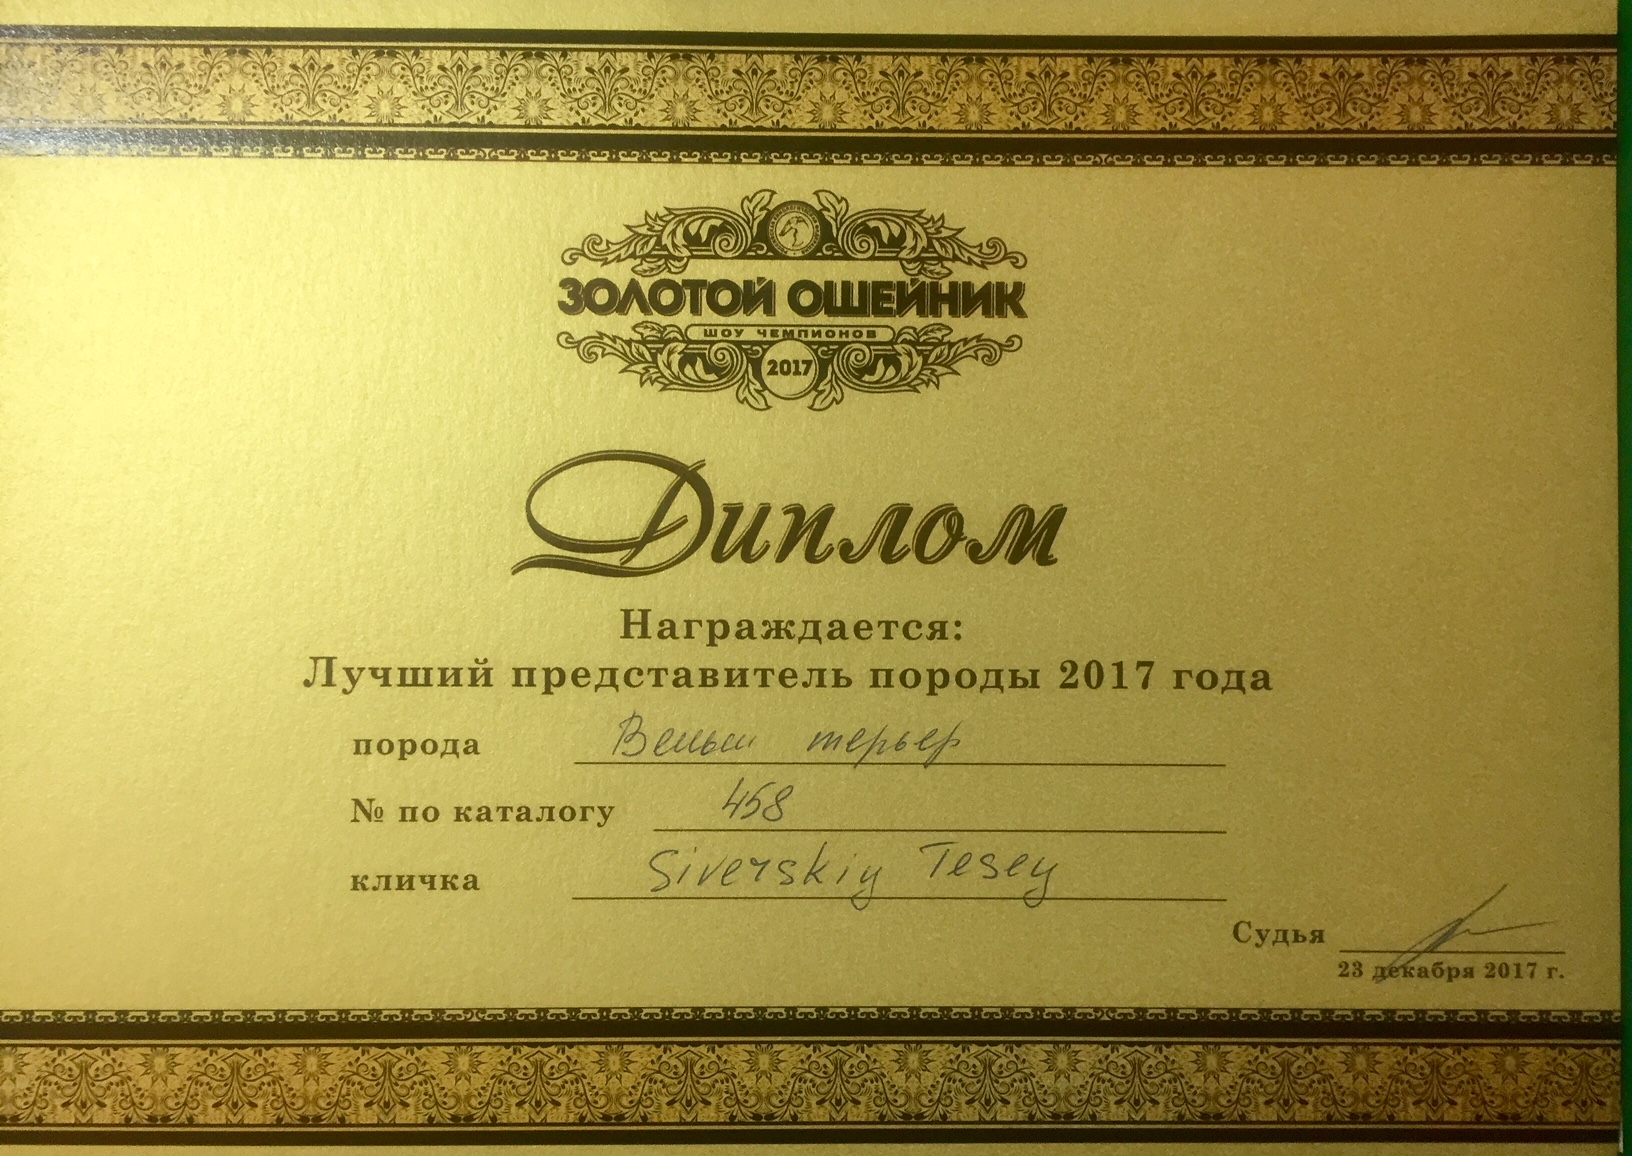 ЗОЛОТОЙ ОШЕЙНИК
ШОУ ЧЕМПИОНОВ
2017
Диплом
Награждается:
Лучший представитель породы 2017 года
порода Вельш терьер
№ по каталогу 458
кличка Siverskiy Tesey
Судья
23 декабря 2017 г.